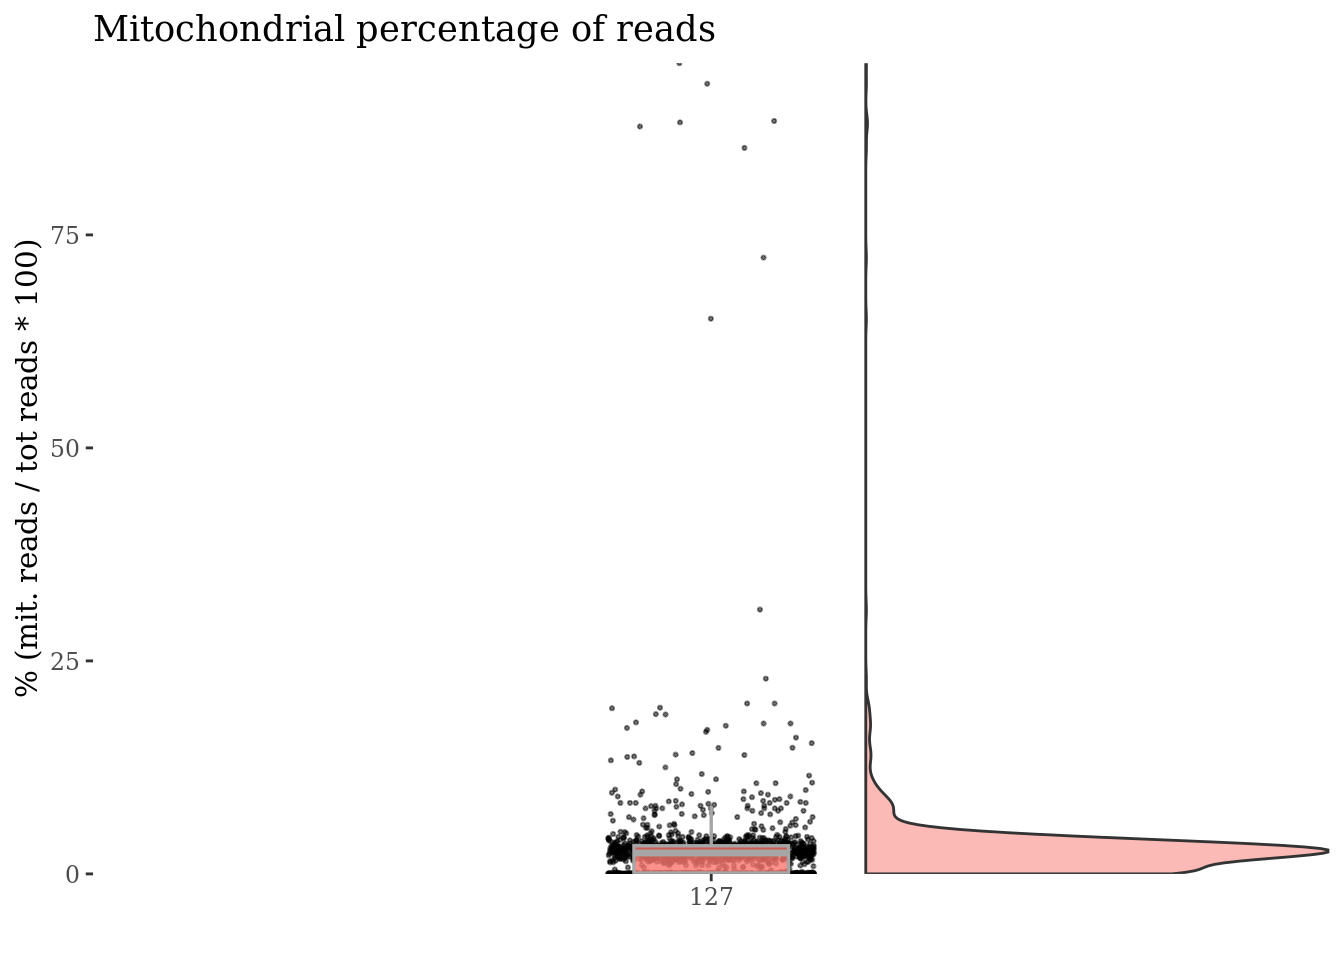 Mitochondrial percentage of reads
% (mit. reads / tot reads * 100)
75
50
25
0
127